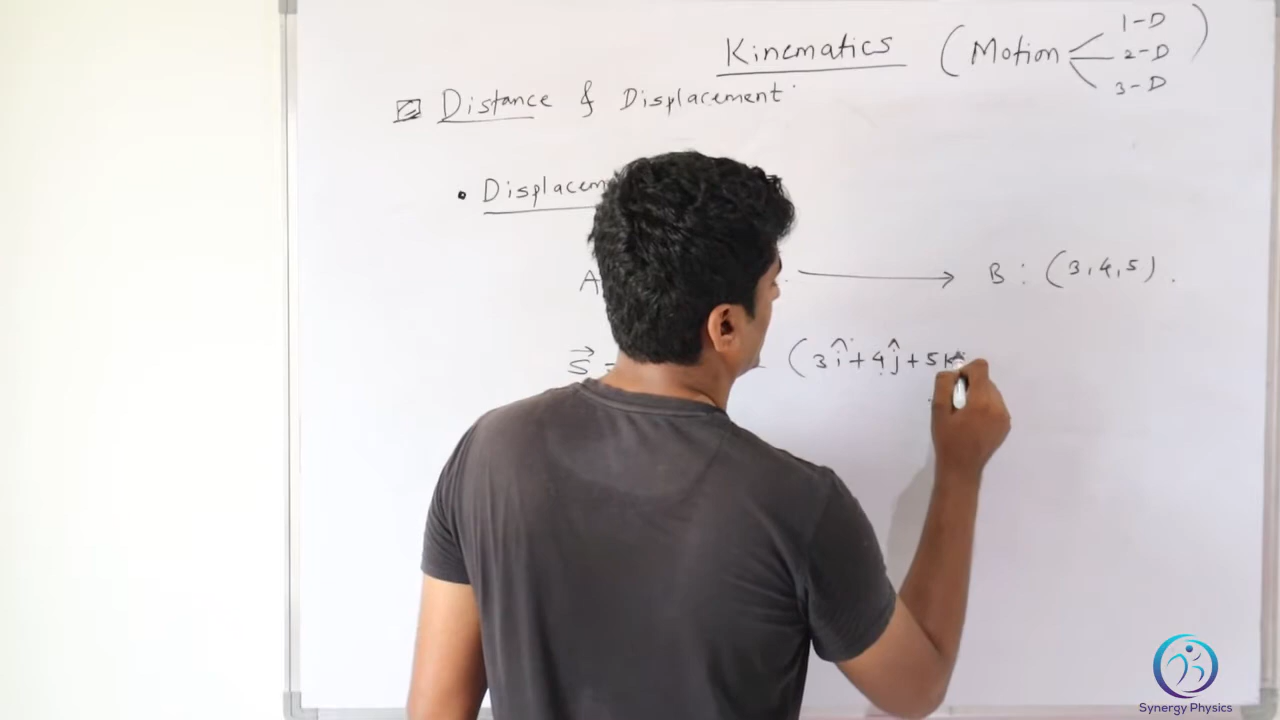 Kinematics (Motion 1-D
2-D
3-D)
Distance & Displacement
• Displacem
A → B : (3,4,5) .
S⃗ = (3î+4ĵ+5k
Synergy Physics